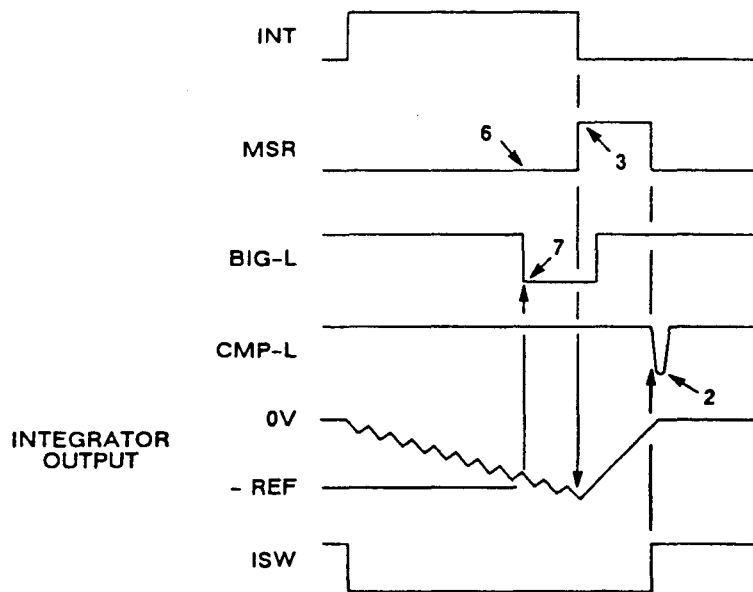 INT
MSR
6
3
BIG-L
7
CMP-L
2
0V
INTEGRATOR
OUTPUT
- REF
ISW